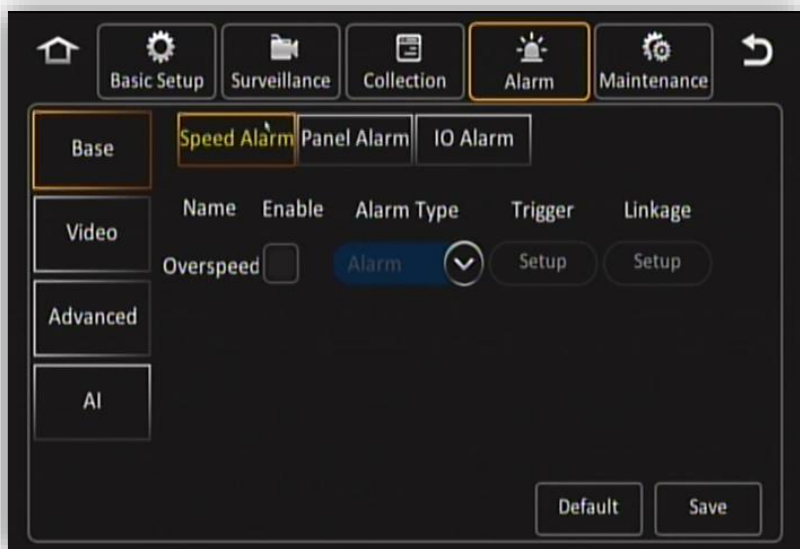 Basic Setup Surveillance Collection Alarm Maintenance
Base
Speed Alarm Panel Alarm IO Alarm
Name Enable Alarm Type Trigger Linkage
Video
Overspeed Alarm Setup Setup
Advanced
AI
Default Save